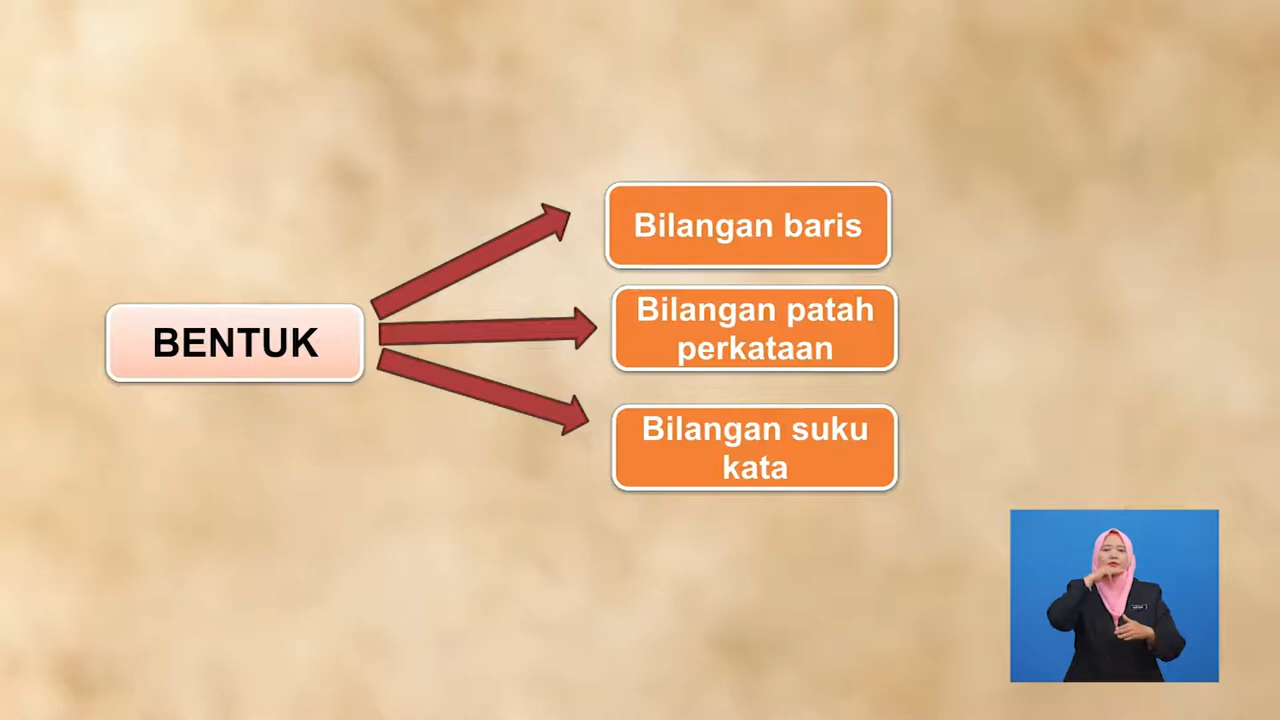 Bilangan baris
BENTUK
Bilangan patah
perkataan
Bilangan suku
kata